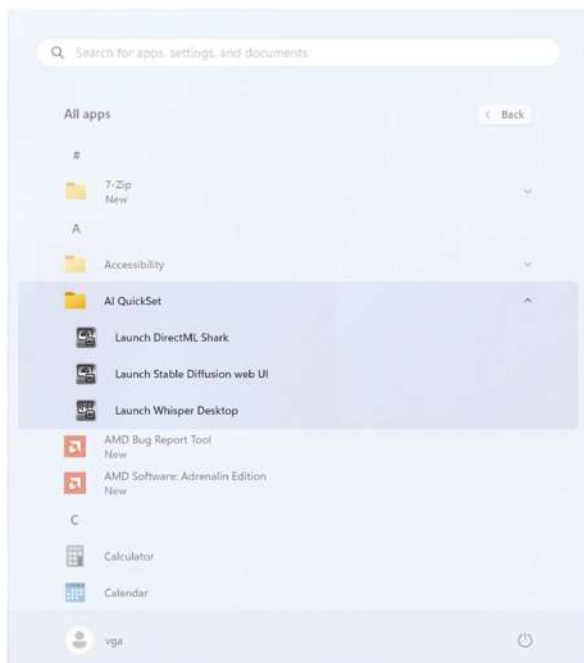 Search for apps, settings, and documents
All apps
Back
#
7-Zip
New
A
Accessibility
AI QuickSet
Launch DirectML Shark
Launch Stable Diffusion web UI
Launch Whisper Desktop
AMD Bug Report Tool
New
AMD Software: Adrenalin Edition
New
C
Calculator
Calendar
vga